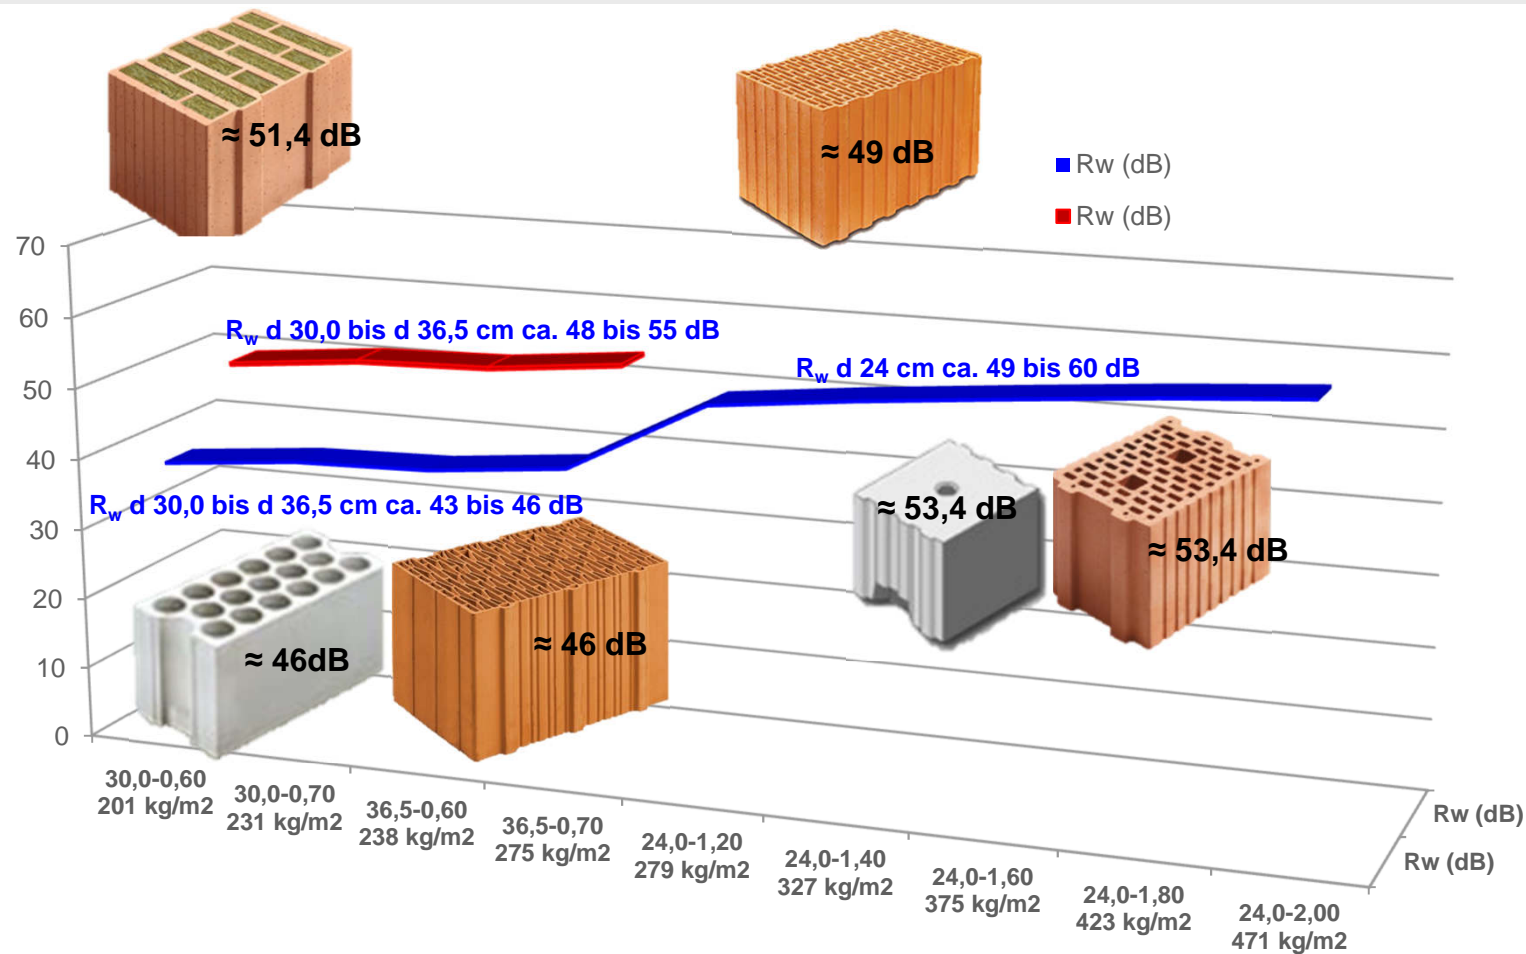 ≈ 51,4 dB
≈ 49 dB
Rw (dB)
Rw (dB)
70
60
50
40
30
20
10
0
Rw d 30,0 bis d 36,5 cm ca. 48 bis 55 dB
Rw d 24 cm ca. 49 bis 60 dB
Rw d 30,0 bis d 36,5 cm ca. 43 bis 46 dB
≈ 53,4 dB
≈ 53,4 dB
≈ 46dB
≈ 46 dB
30,0-0,60
201 kg/m2
30,0-0,70
231 kg/m2
36,5-0,60
238 kg/m2
36,5-0,70
275 kg/m2
24,0-1,20
279 kg/m2
24,0-1,40
327 kg/m2
24,0-1,60
375 kg/m2
24,0-1,80
423 kg/m2
24,0-2,00
471 kg/m2
Rw (dB)
Rw (dB)